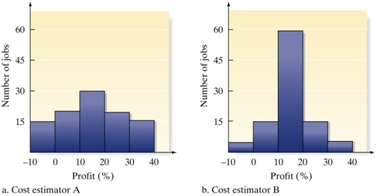 Number of jobs
60
45
30
15
-10 0 10 20 30 40
Profit (%)
a. Cost estimator A
Number of jobs
60
45
30
15
-10 0 10 20 30 40
Profit (%)
b. Cost estimator B